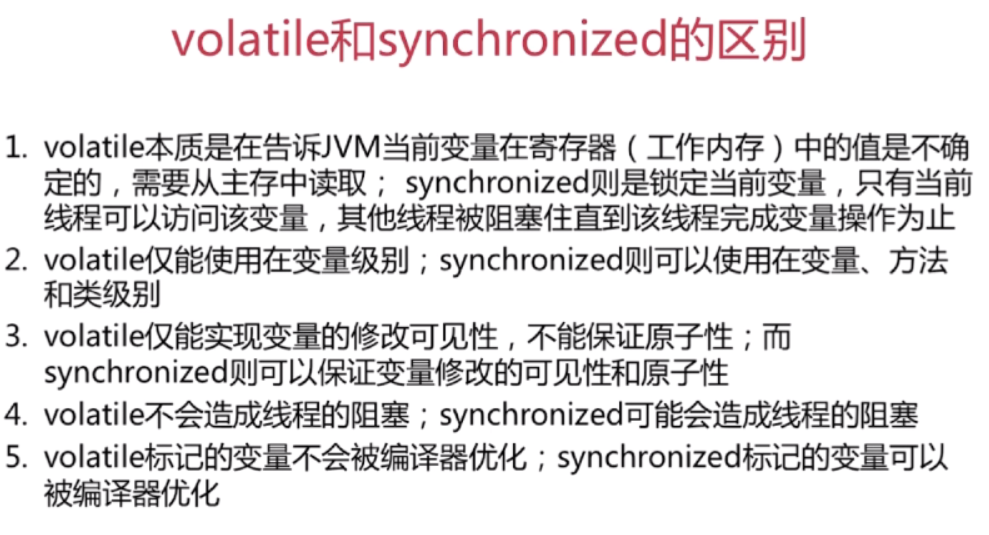 volatile和synchronized的区别
1. volatile本质是在告诉JVM当前变量在寄存器（工作内存）中的值是不确
定的，需要从主存中读取； synchronized则是锁定当前变量，只有当前
线程可以访问该变量，其他线程被阻塞住直到该线程完成变量操作为止
2. volatile仅能使用在变量级别；synchronized则可以使用在变量、方法
和类级别
3. volatile仅能实现变量的修改可见性，不能保证原子性；而
synchronized则可以保证变量修改的可见性和原子性
4. volatile不会造成线程的阻塞；synchronized可能会造成线程的阻塞
5. volatile标记的变量不会被编译器优化；synchronized标记的变量可以
被编译器优化